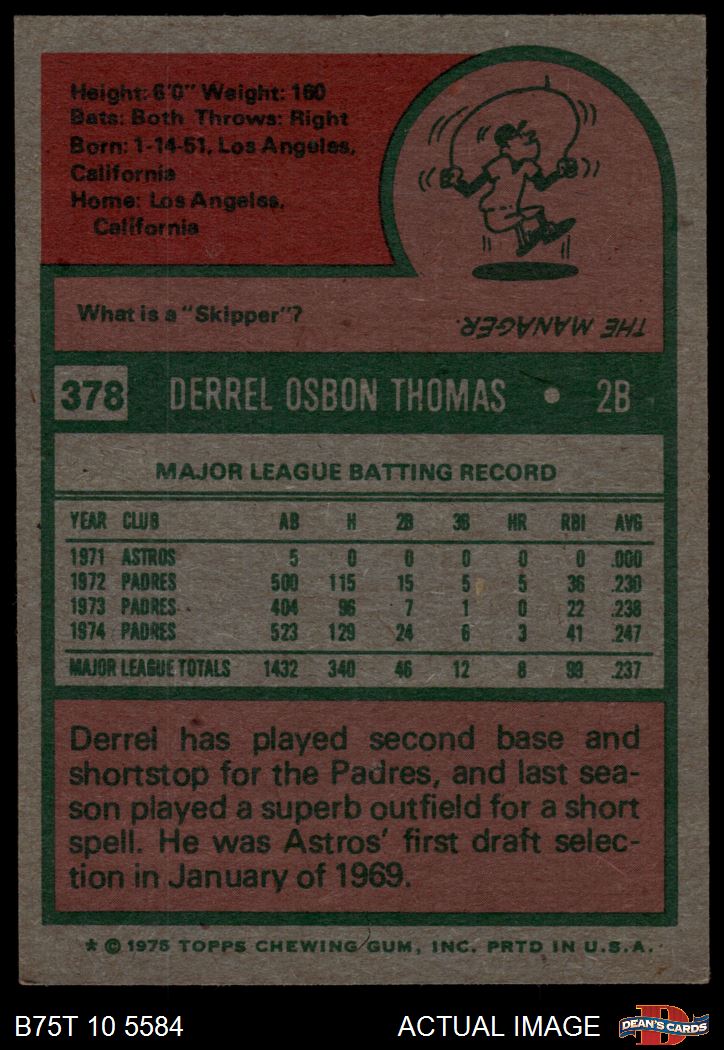 Height: 6'0" Weight: 160
Bats: Both Throws: Right
Born: 1-14-51, Los Angeles,
California
Home: Los Angeles,
California
What is a "Skipper"?
THE MANAGER.
378 DERREL OSBON THOMAS • 2B
MAJOR LEAGUE BATTING RECORD
YEAR CLUB AB H 2B 3B HR RBI AVG
1971 ASTROS 5 0 0 0 0 0 .000
1972 PADRES 500 115 15 5 5 36 .230
1973 PADRES 404 96 7 1 0 22 .238
1974 PADRES 523 129 24 6 3 41 .247
MAJOR LEAGUE TOTALS 1432 340 46 12 8 99 .237
Derrel has played second base and
shortstop for the Padres, and last sea-
son played a superb outfield for a short
spell. He was Astros' first draft selec-
tion in January of 1969.
* © 1975 TOPPS CHEWING GUM, INC. PRTD IN U.S.A.
B75T 10 5584 ACTUAL IMAGE DEAN'S CARDS